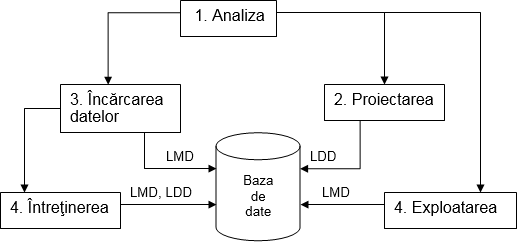 1. Analiza
3. Încărcarea
datelor
2. Proiectarea
LMD
LDD
Baza
de
date
4. Întreţinerea
LMD, LDD
LMD
4. Exploatarea